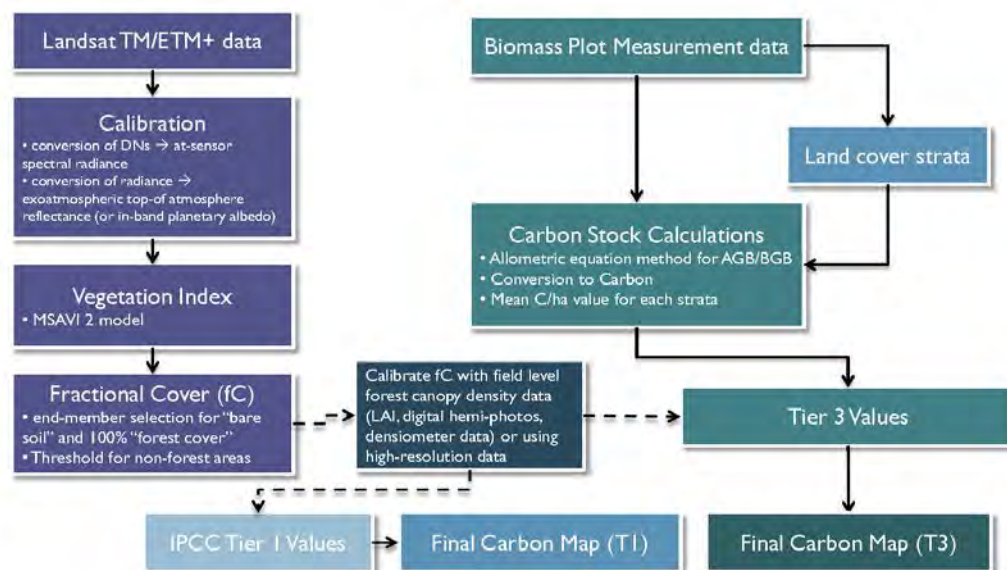 Landsat TM/ETM+ data
Calibration
• conversion of DNs → at-sensor
spectral radiance
• conversion of radiance →
exoatmospheric top-of atmosphere
reflectance (or in-band planetary albedo)
Vegetation Index
• MSAVI 2 model
Fractional Cover (fC)
• end-member selection for "bare
soil" and 100% "forest cover"
• Threshold for non-forest areas
Calibrate fC with field level
forest canopy density data
(LAI, digital hemi-photos,
densiometer data) or using
high-resolution data
IPCC Tier 1 Values
Final Carbon Map (T1)
Biomass Plot Measurement data
Land cover strata
Carbon Stock Calculations
• Allometric equation method for AGB/BGB
• Conversion to Carbon
• Mean C/ha value for each strata
Tier 3 Values
Final Carbon Map (T3)